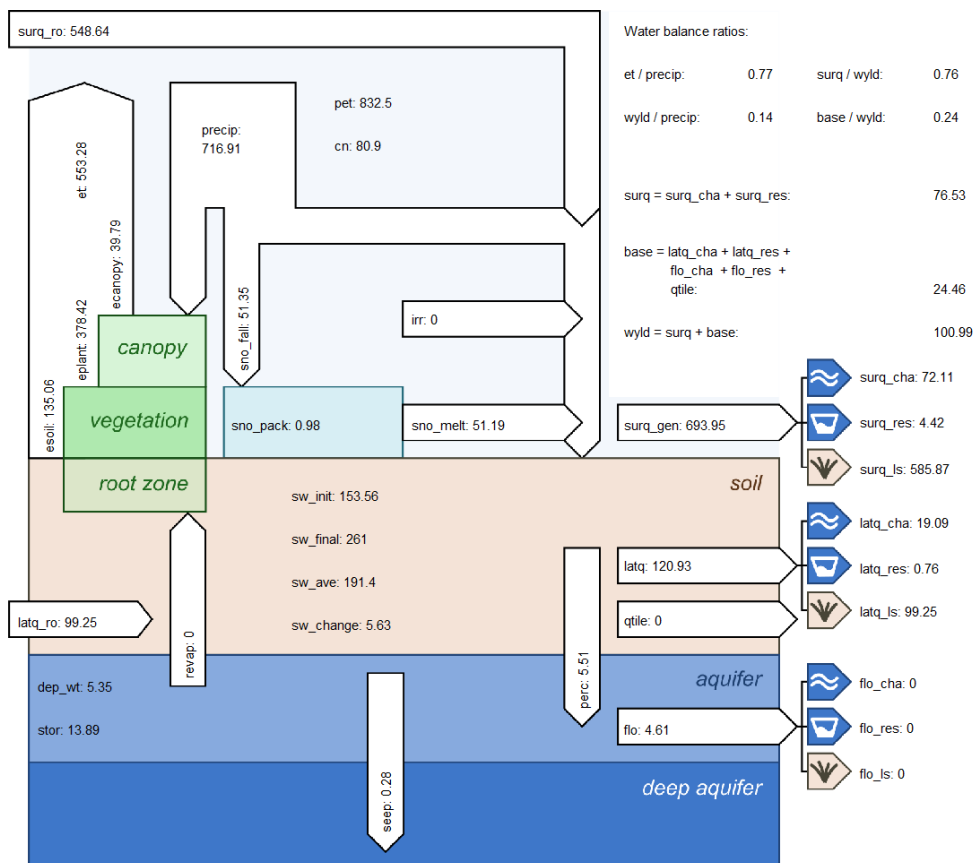 surq_ro: 548.64
Water balance ratios:
et / precip: 0.77 surq / wyld: 0.76
wyld / precip: 0.14 base / wyld: 0.24
pet: 832.5
cn: 80.9
precip:
716.91
et: 553.28
ecanopy: 39.79
eplant: 378.42
esoil: 135.06
surq = surq_cha + surq_res: 76.53
base = latq_cha + latq_res +
flo_cha + flo_res +
qtile: 24.46
wyld = surq + base: 100.99
sno_fall: 51.35
irr: 0
canopy
vegetation
root zone
sno_pack: 0.98
sno_melt: 51.19
surq_gen: 693.95
surq_cha: 72.11
surq_res: 4.42
surq_ls: 585.87
soil
sw_init: 153.56
sw_final: 261
sw_ave: 191.4
sw_change: 5.63
latq_ro: 99.25
revap: 0
perc: 5.51
latq: 120.93
qtile: 0
latq_cha: 19.09
latq_res: 0.76
latq_ls: 99.25
aquifer
dep_wt: 5.35
stor: 13.89
flo: 4.61
flo_cha: 0
flo_res: 0
flo_ls: 0
seep: 0.28
deep aquifer